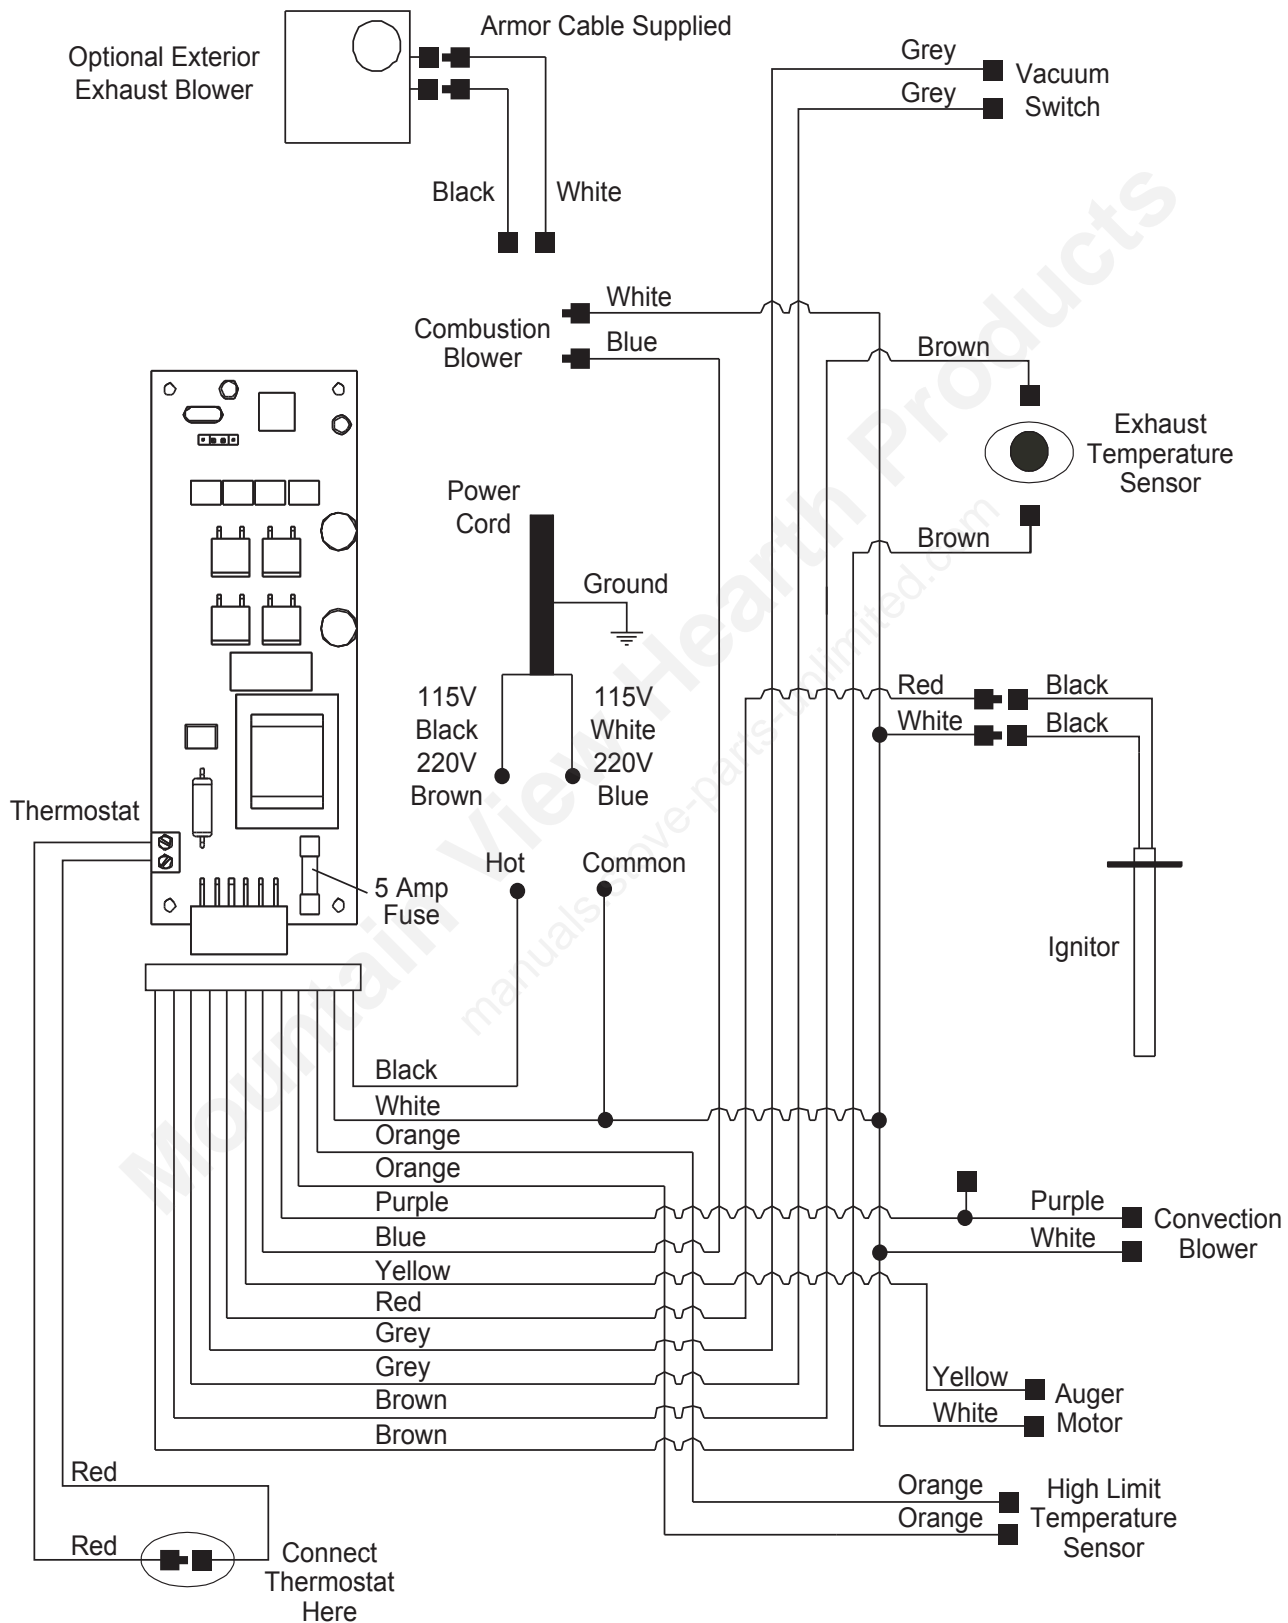 Armor Cable Supplied
Optional Exterior
Exhaust Blower
Grey
Grey
Vacuum
Switch
Black
White
White
Combustion
Blower
Blue
Brown
Exhaust
Temperature
Sensor
Brown
Power
Cord
Ground
115V
Black
220V
Brown
115V
White
220V
Blue
Red
White
Black
Black
Ignitor
Thermostat
5 Amp
Fuse
Hot
Common
Black
White
Orange
Orange
Purple
Blue
Yellow
Red
Grey
Grey
Brown
Brown
Purple
White
Convection
Blower
Yellow
White
Auger
Motor
Orange
Orange
High Limit
Temperature
Sensor
Red
Red
Connect
Thermostat
Here
Mountain View Hearth Products
manuals.stove-parts-unlimited.com